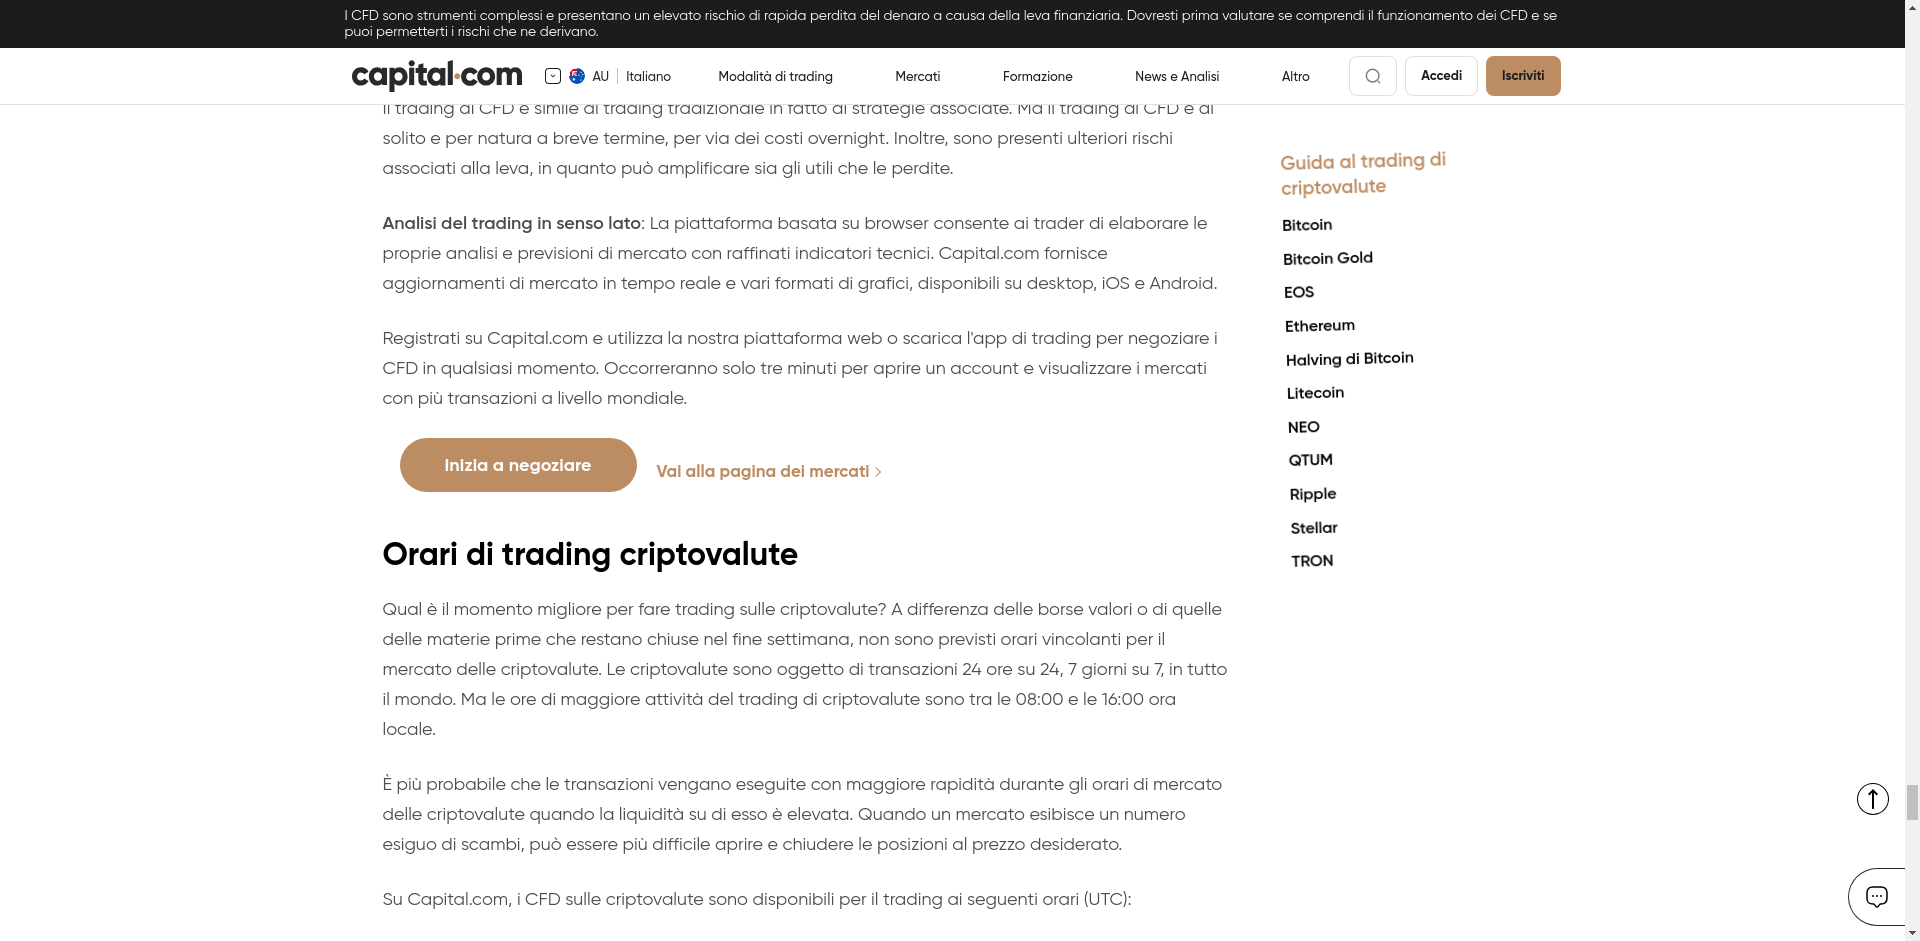 I CFD sono strumenti complessi e presentano un elevato rischio di rapida perdita del denaro a causa della leva finanziaria. Dovresti prima valutare se comprendi il funzionamento dei CFD e se
puoi permetterti i rischi che ne derivano.
capital.com
AU
Italiano
Modalità di trading
Mercati
Formazione
News e Analisi
Altro
Accedi
Iscriviti
Il trading di CFD è simile al trading tradizionale in fatto di strategie associate. Ma il trading di CFD è di
solito e per natura a breve termine, per via dei costi overnight. Inoltre, sono presenti ulteriori rischi
associati alla leva, in quanto può amplificare sia gli utili che le perdite.
Analisi del trading in senso lato: La piattaforma basata su browser consente ai trader di elaborare le
proprie analisi e previsioni di mercato con raffinati indicatori tecnici. Capital.com fornisce
aggiornamenti di mercato in tempo reale e vari formati di grafici, disponibili su desktop, iOS e Android.
Registrati su Capital.com e utilizza la nostra piattaforma web o scarica l'app di trading per negoziare i
CFD in qualsiasi momento. Occorreranno solo tre minuti per aprire un account e visualizzare i mercati
con più transazioni a livello mondiale.
Inizia a negoziare
Vai alla pagina dei mercati
Orari di trading criptovalute
Qual è il momento migliore per fare trading sulle criptovalute? A differenza delle borse valori o di quelle
delle materie prime che restano chiuse nel fine settimana, non sono previsti orari vincolanti per il
mercato delle criptovalute. Le criptovalute sono oggetto di transazioni 24 ore su 24, 7 giorni su 7, in tutto
il mondo. Ma le ore di maggiore attività del trading di criptovalute sono tra le 08:00 e le 16:00 ora
locale.
È più probabile che le transazioni vengano eseguite con maggiore rapidità durante gli orari di mercato
delle criptovalute quando la liquidità su di esso è elevata. Quando un mercato esibisce un numero
esiguo di scambi, può essere più difficile aprire e chiudere le posizioni al prezzo desiderato.
Su Capital.com, i CFD sulle criptovalute sono disponibili per il trading ai seguenti orari (UTC):
Guida al trading di
criptovalute
Bitcoin
Bitcoin Gold
EOS
Ethereum
Halving di Bitcoin
Litecoin
NEO
QTUM
Ripple
Stellar
TRON